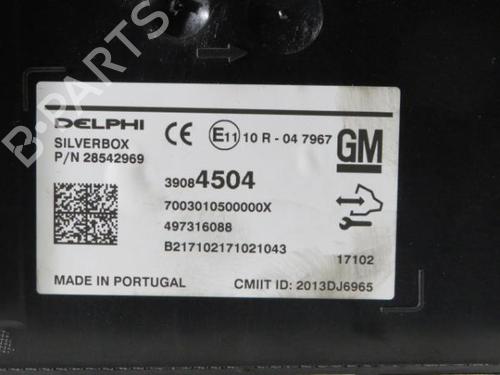 B-PARTS
DELPHI CE E11 10 R - 04 7967 GM
SILVERBOX
P/N 28542969
39084504
7003010500000X
497316088
B217102171021043
17102
MADE IN PORTUGAL CMIIT ID: 2013DJ6965